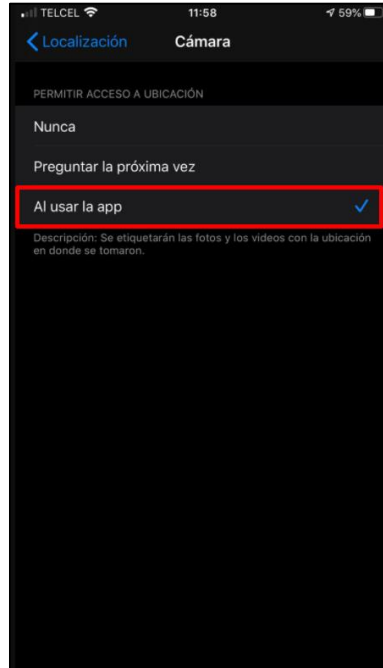 TELCEL 11:58 59%
Localización Cámara
PERMITIR ACCESO A UBICACIÓN
Nunca
Preguntar la próxima vez
Al usar la app
Descripción: Se etiquetarán las fotos y los videos con la ubicación
en donde se tomaron.